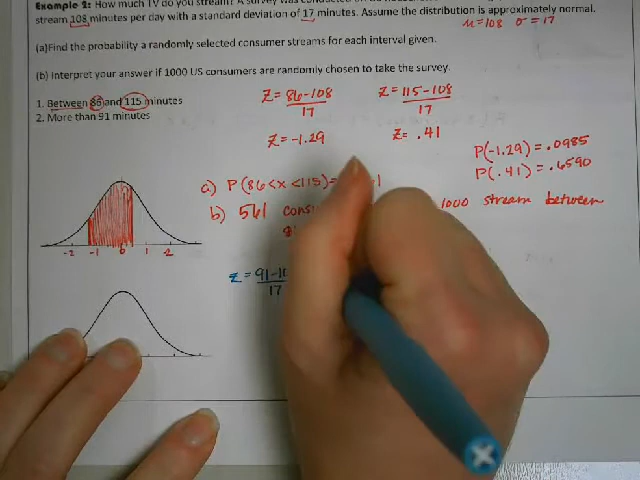 Example 2: How much TV do you stream? A survey was conducted
stream 108 minutes per day with a standard deviation of 17 minutes. Assume the distribution is approximately normal.
μ=108 σ=17
(a)Find the probability a randomly selected consumer streams for each interval given.
(b) Interpret your answer if 1000 US consumers are randomly chosen to take the survey.
1. Between 86 and 115 minutes
2. More than 91 minutes
z = 86-108
17
z = 115-108
17
z = -1.29
z = .41
P(-1.29) = .0985
P(.41) = .6590
a) P(86<x<115)=
b) 561
1000 stream between
-2 -1 0 1 2
z = 91-10
17